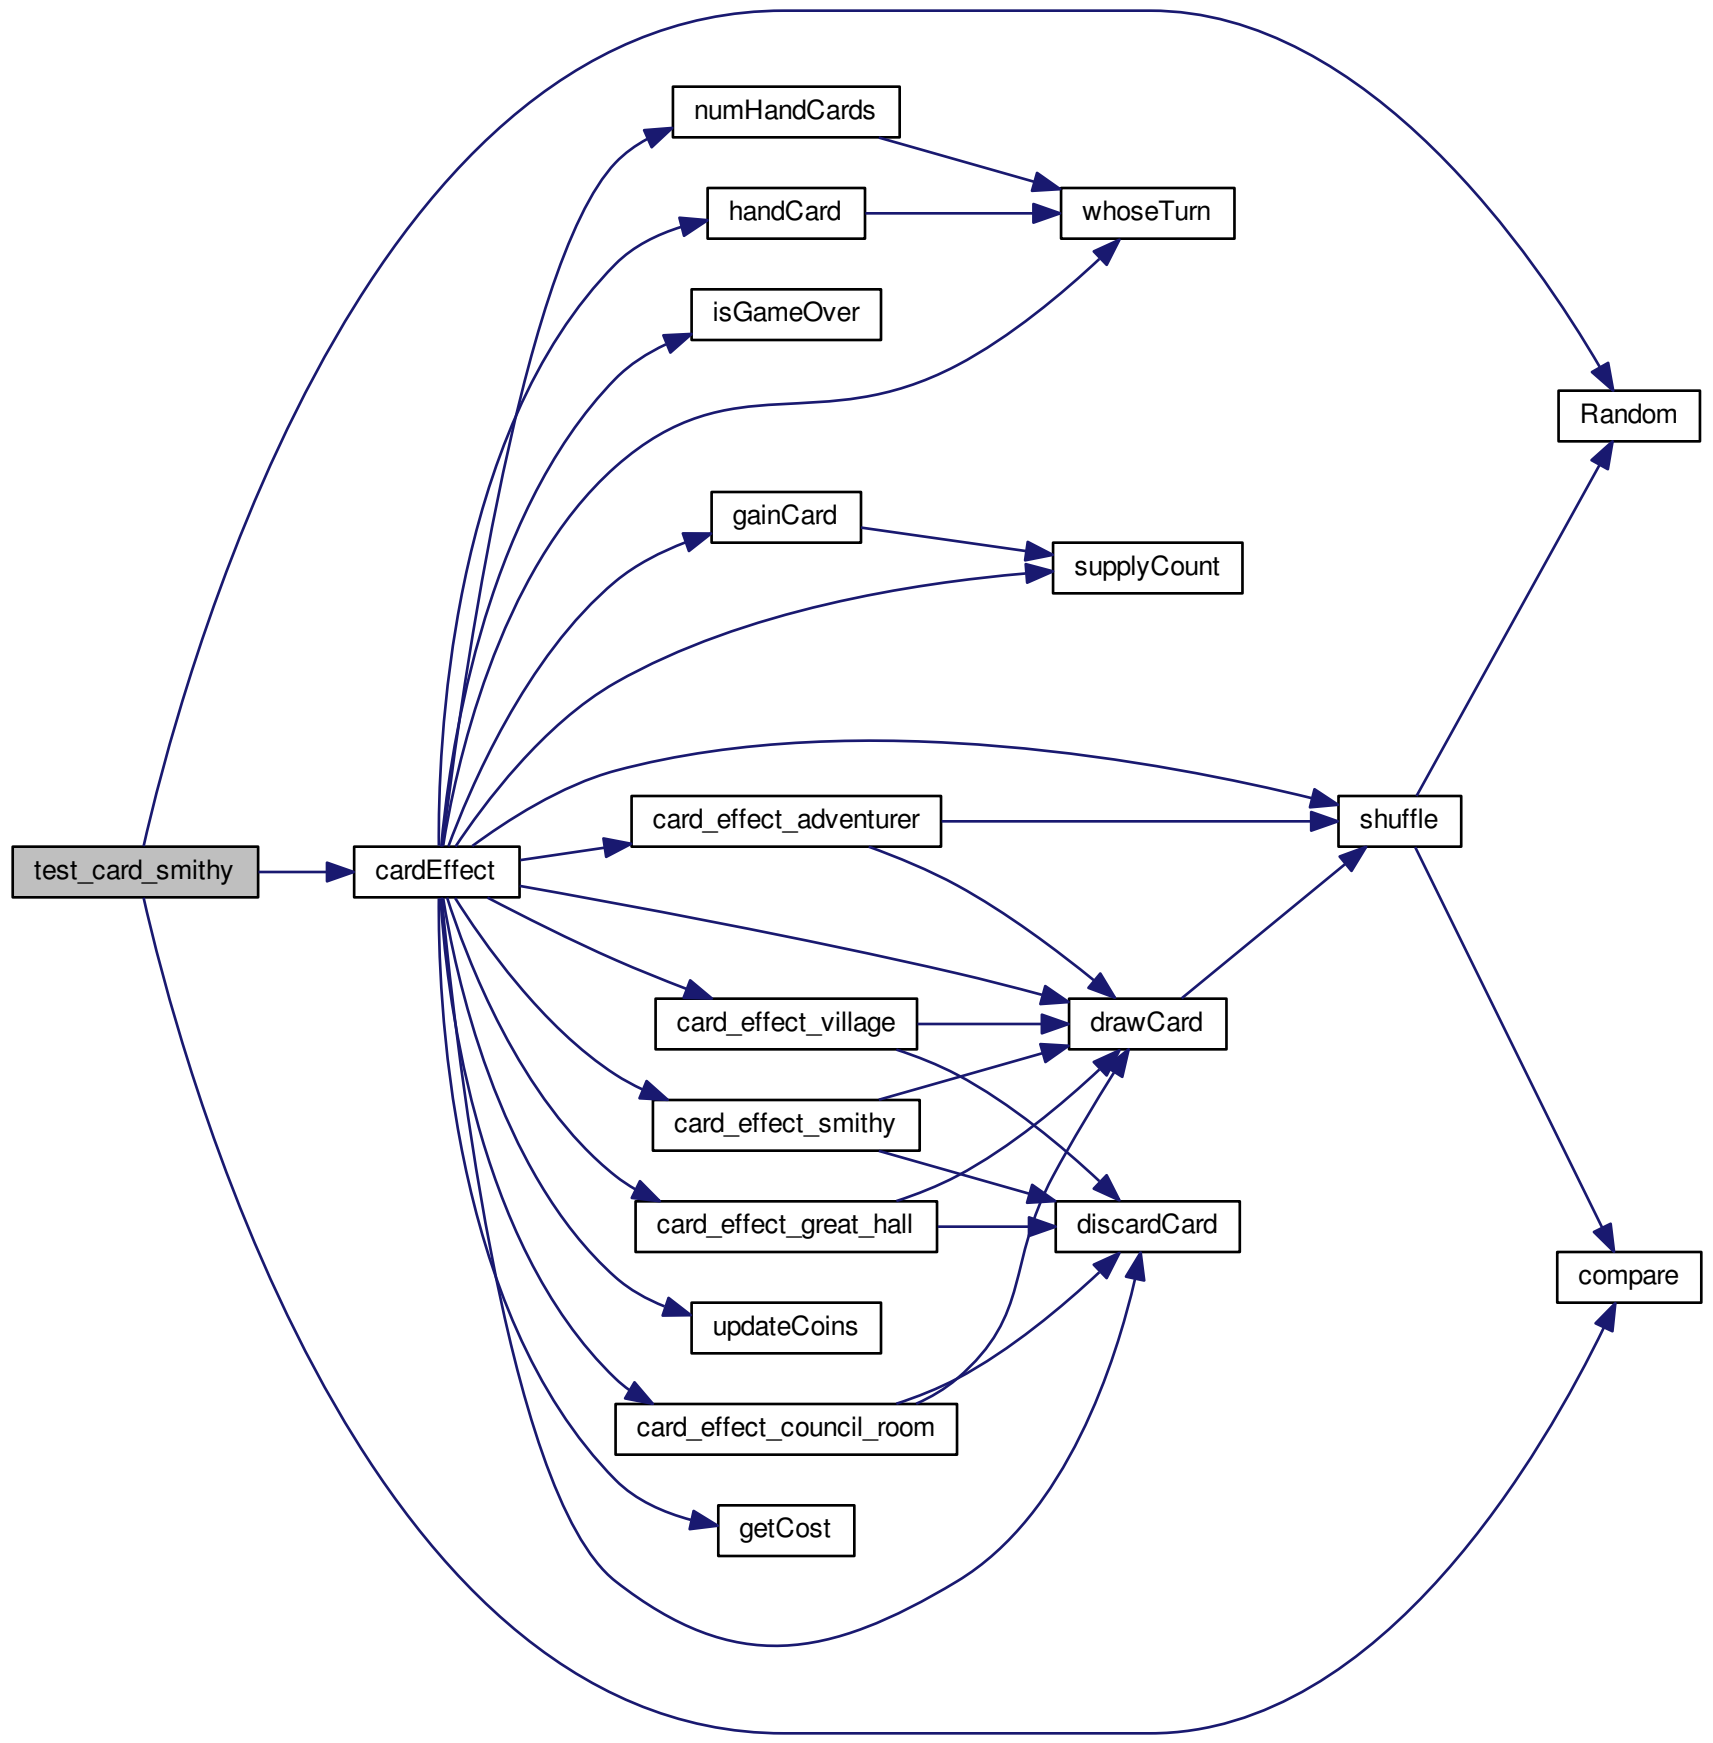 numHandCards
handCard
whoseTurn
isGameOver
Random
gainCard
supplyCount
card_effect_adventurer
shuffle
test_card_smithy
cardEffect
card_effect_village
drawCard
card_effect_smithy
card_effect_great_hall
discardCard
compare
updateCoins
card_effect_council_room
getCost